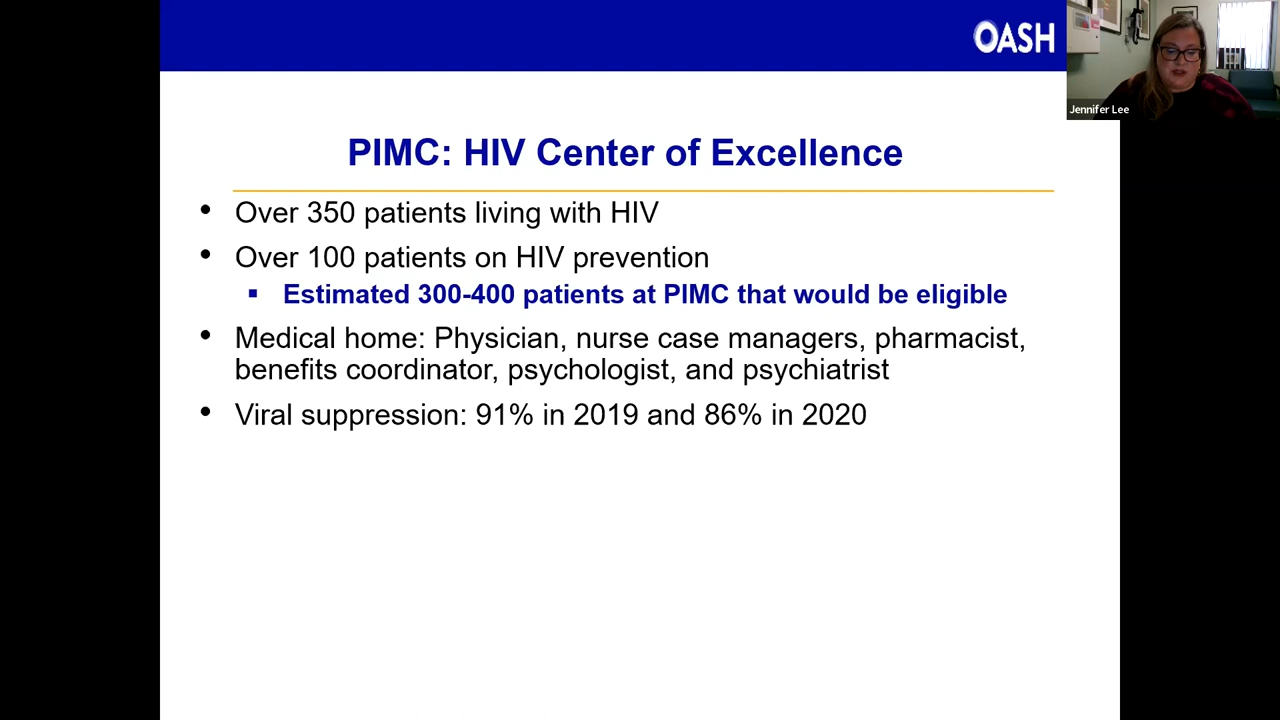 OASH
Jennifer Lee
PIMC: HIV Center of Excellence
• Over 350 patients living with HIV
• Over 100 patients on HIV prevention
▪ Estimated 300-400 patients at PIMC that would be eligible
• Medical home: Physician, nurse case managers, pharmacist,
benefits coordinator, psychologist, and psychiatrist
• Viral suppression: 91% in 2019 and 86% in 2020